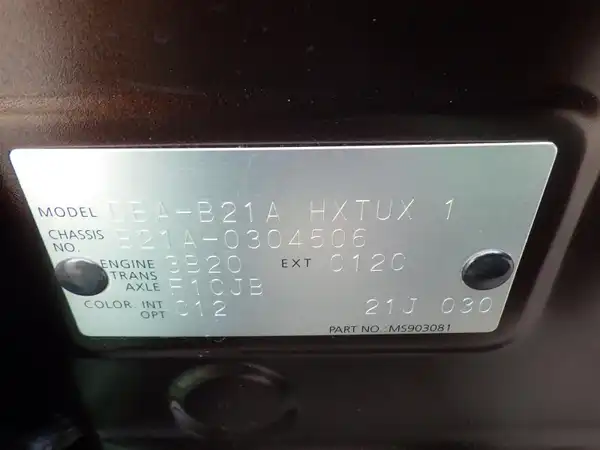 MODEL DBA-B21A HXTUX 1
CHASSIS NO. B21A-0304506
ENGINE 3B20 EXT C12C
TRANS AXLE F1CJB
COLOR INT OPT C12 21J 030
PART NO.:MS903081